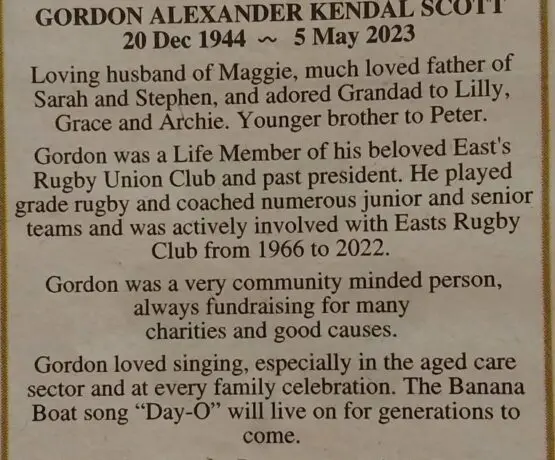 GORDON ALEXANDER KENDAL SCOTT
20 Dec 1944 ~ 5 May 2023
Loving husband of Maggie, much loved father of
Sarah and Stephen, and adored Grandad to Lilly,
Grace and Archie. Younger brother to Peter.
Gordon was a Life Member of his beloved East's
Rugby Union Club and past president. He played
grade rugby and coached numerous junior and senior
teams and was actively involved with Easts Rugby
Club from 1966 to 2022.
Gordon was a very community minded person,
always fundraising for many
charities and good causes.
Gordon loved singing, especially in the aged care
sector and at every family celebration. The Banana
Boat song “Day-O” will live on for generations to
come.